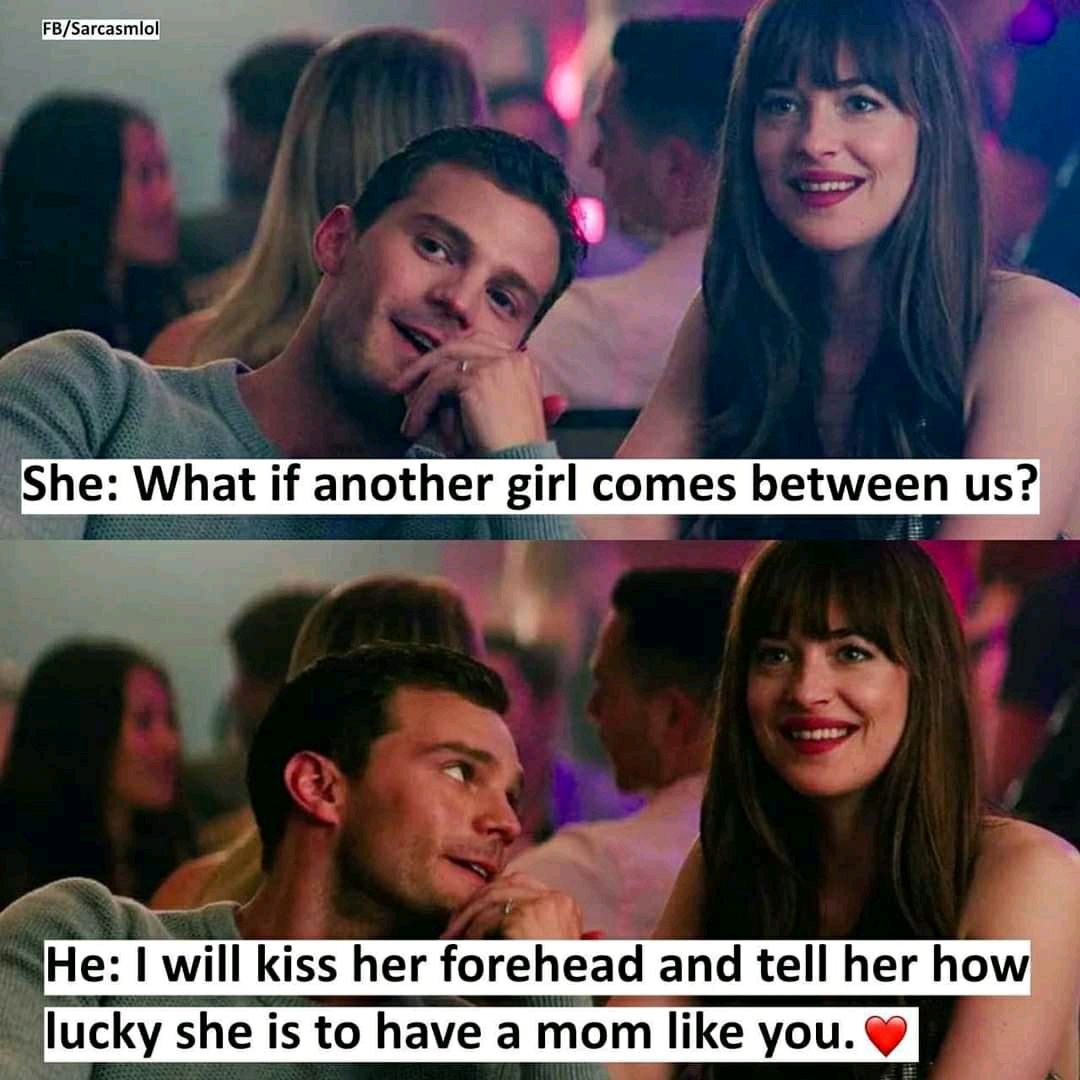 FB/Sarcasmlol
She: What if another girl comes between us?
He: I will kiss her forehead and tell her how
lucky she is to have a mom like you.❤️